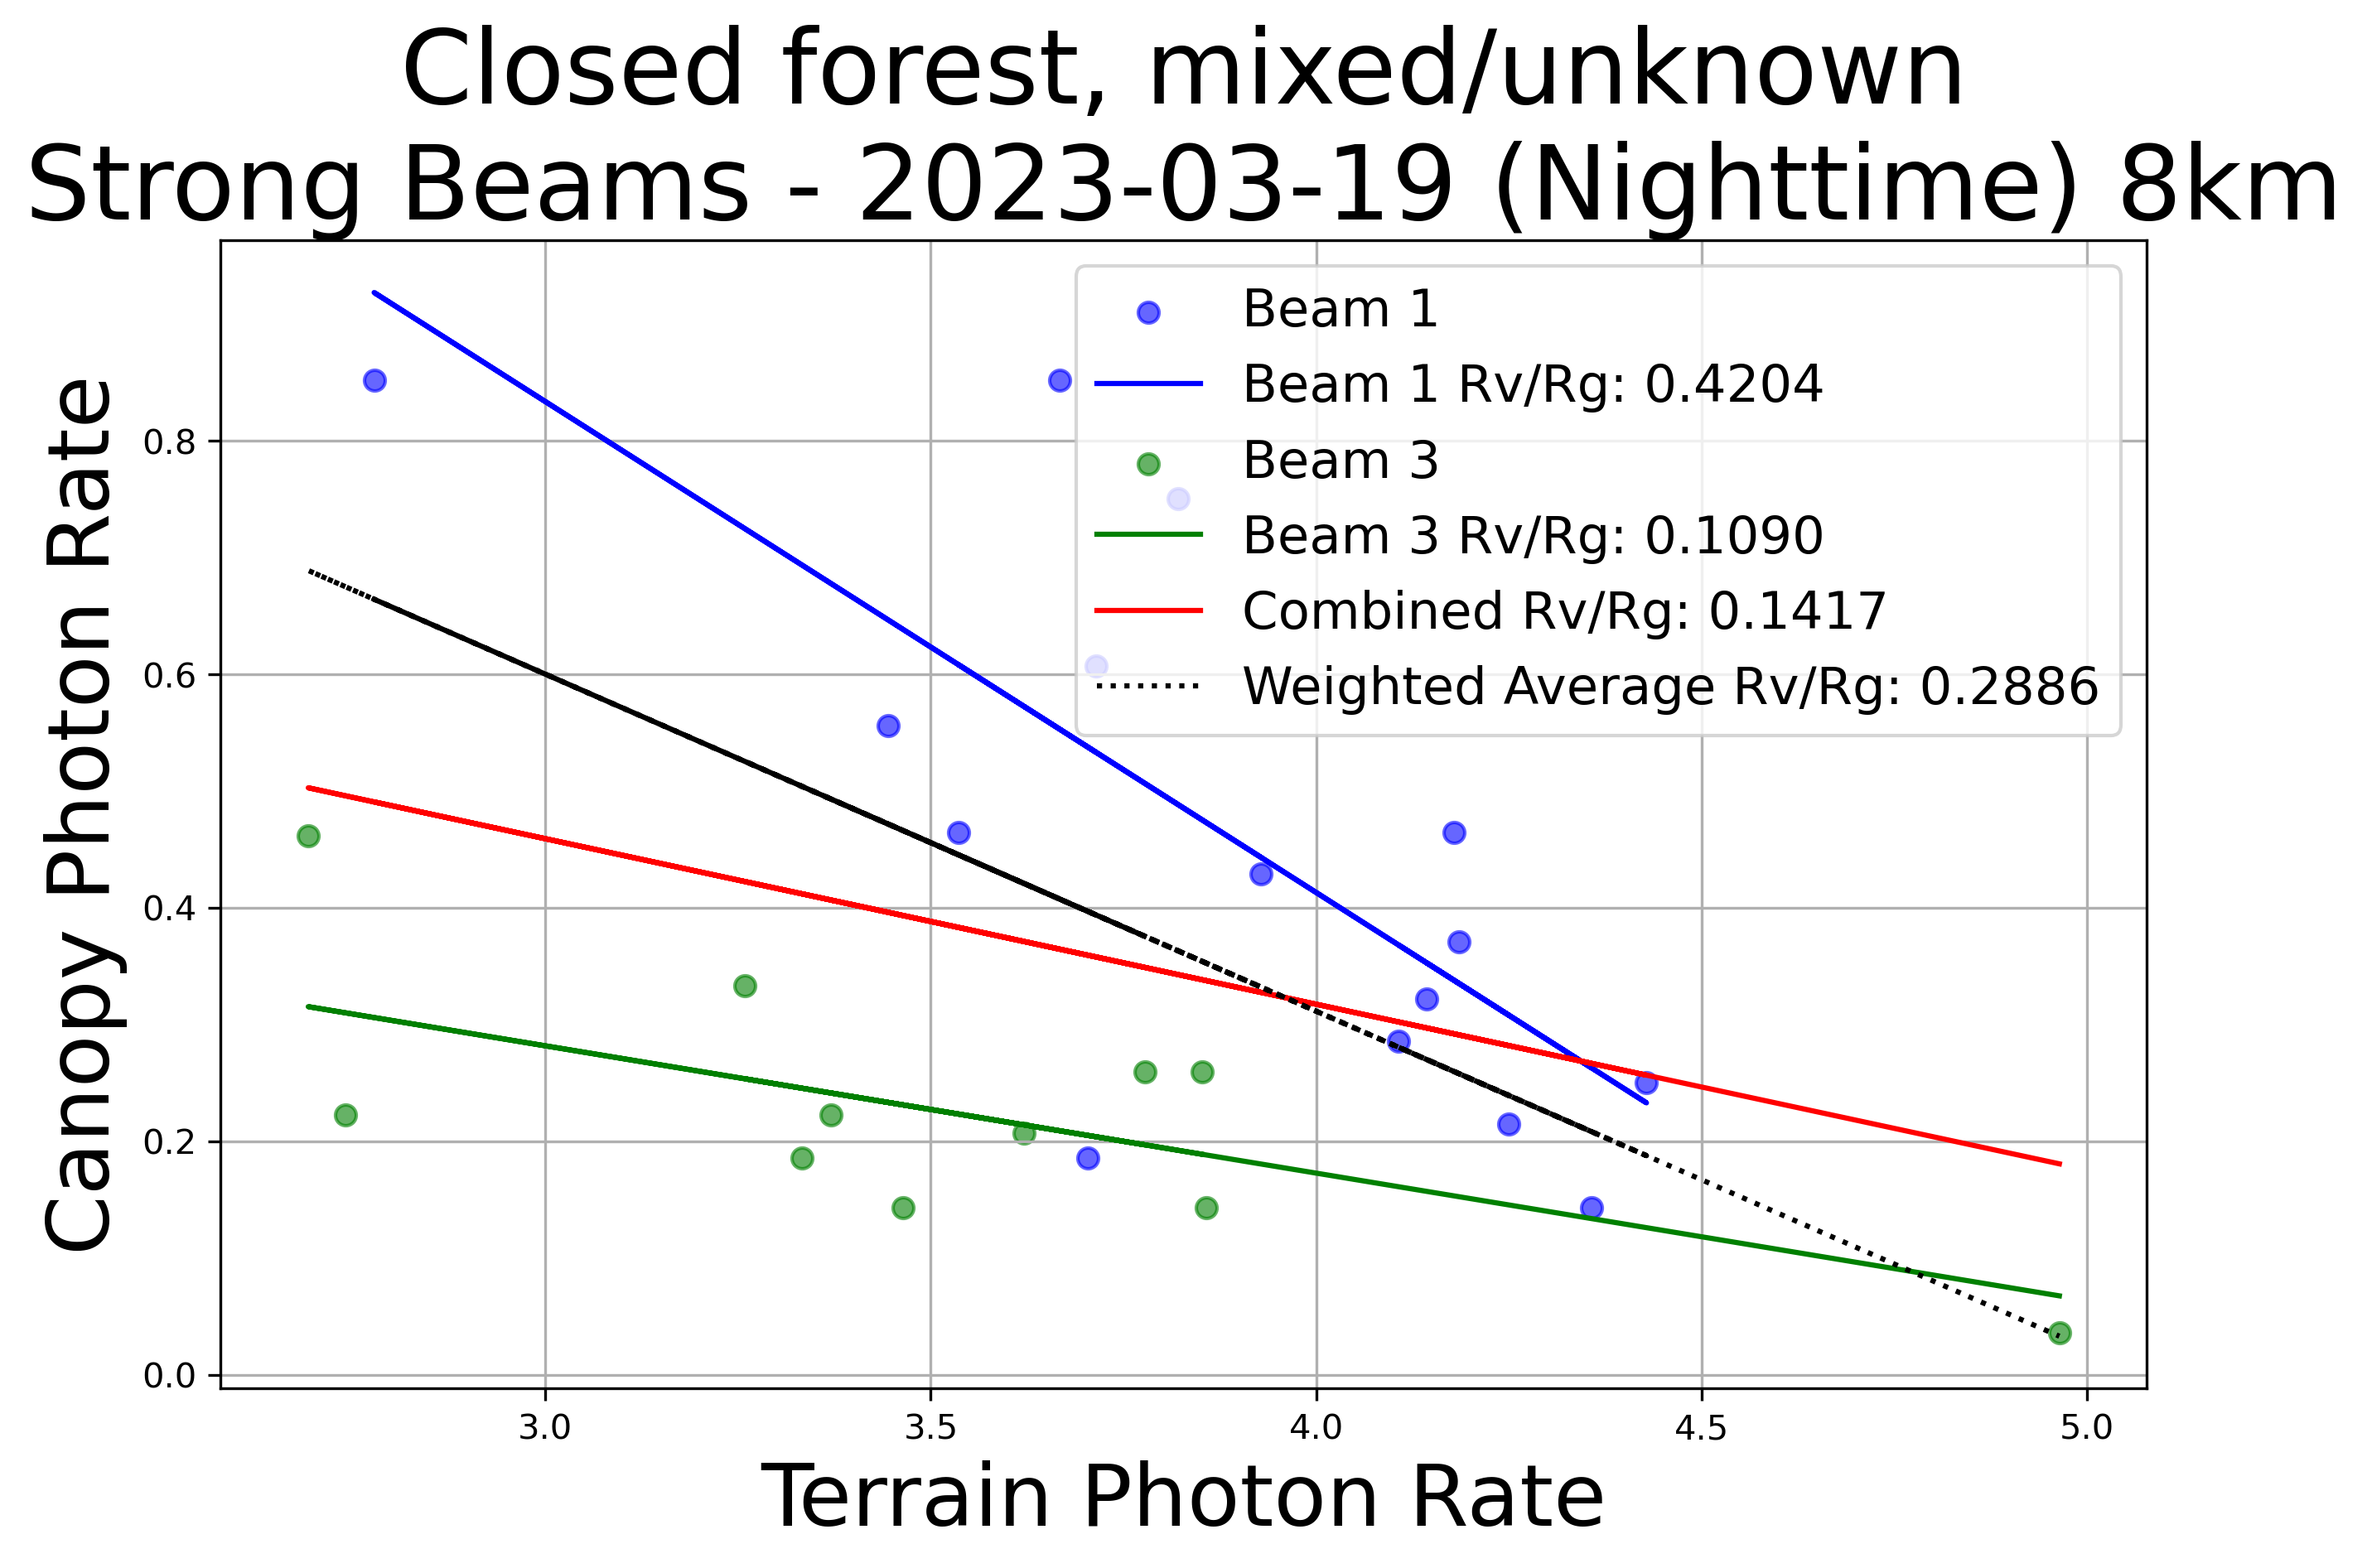 Closed forest, mixed/unknown
Strong Beams - 2023-03-19 (Nighttime) 8km
Beam 1
Beam 1 Rv/Rg: 0.4204
Beam 3
Beam 3 Rv/Rg: 0.1090
Combined Rv/Rg: 0.1417
Weighted Average Rv/Rg: 0.2886
Canopy Photon Rate
0.8
0.6
0.4
0.2
0.0
3.0 3.5 4.0 4.5 5.0
Terrain Photon Rate